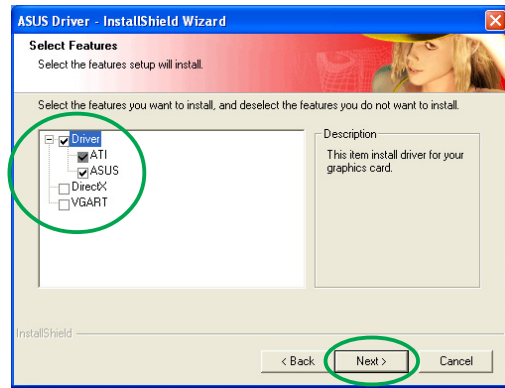 ASUS Driver - InstallShield Wizard
Select Features
Select the features setup will install.
Select the features you want to install, and deselect the features you do not want to install.
Driver
ATI
ASUS
DirectX
VGART
Description
This item install driver for your
graphics card.
InstallShield
< Back
Next >
Cancel